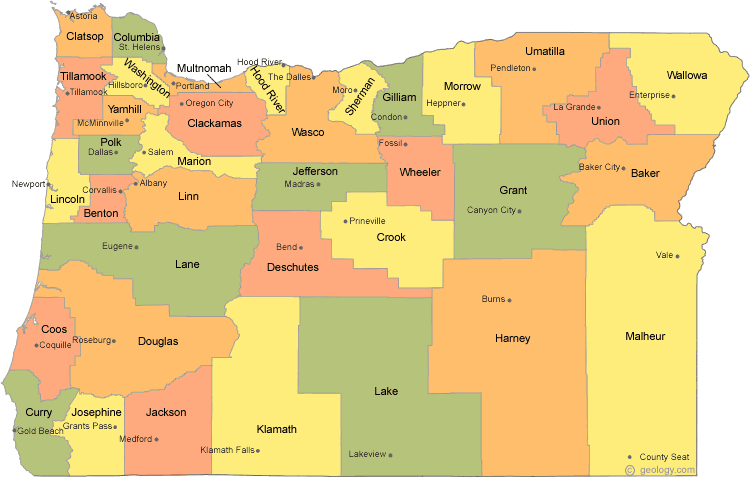 Astoria
Clatsop
Columbia
St. Helens
Tillamook
Tillamook
Washington
Hillsboro
Multnomah
Portland
Hood River
Hood River
The Dalles
Oregon City
Clackamas
Yamhill
McMinnville
Polk
Dallas
Salem
Marion
Wasco
Moro
Sherman
Gilliam
Condon
Morrow
Heppner
Umatilla
Pendleton
Wallowa
Enterprise
La Grande
Union
Fossil
Wheeler
Jefferson
Madras
Grant
Canyon City
Baker City
Baker
Newport
Lincoln
Corvallis
Benton
Albany
Linn
Prineville
Crook
Eugene
Lane
Bend
Deschutes
Vale
Malheur
Burns
Harney
Coos
Coquille
Roseburg
Douglas
Lake
Lakeview
Curry
Gold Beach
Josephine
Grants Pass
Jackson
Medford
Klamath
Klamath Falls
County Seat
© geology.com